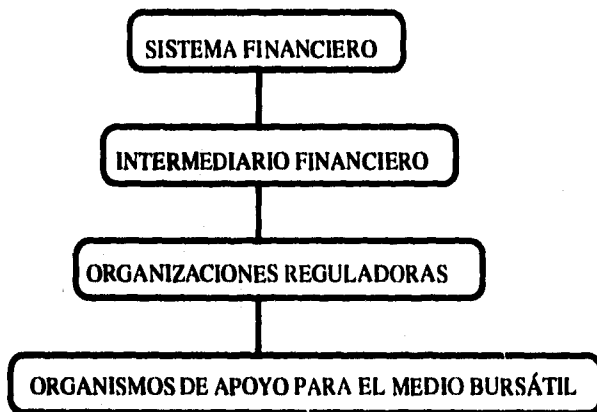 SISTEMA FINANCIERO
INTERMEDIARIO FINANCIERO
ORGANIZACIONES REGULADORAS
ORGANISMOS DE APOYO PARA EL MEDIO BURSÁTIL